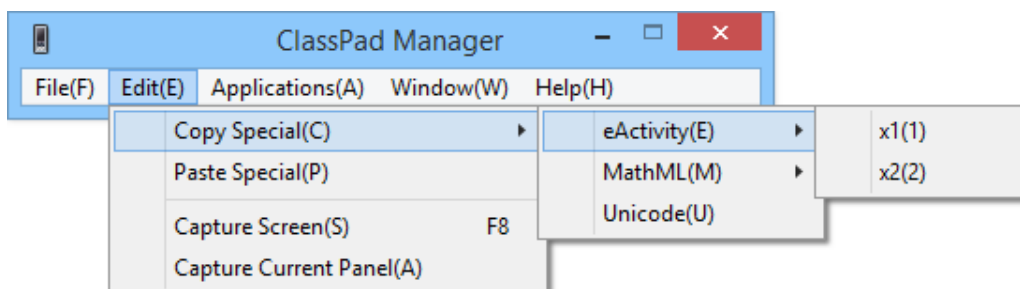 ClassPad Manager
File(F) Edit(E) Applications(A) Window(W) Help(H)
Copy Special(C) eActivity(E) x1(1)
Paste Special(P) MathML(M) x2(2)
Unicode(U)
Capture Screen(S) F8
Capture Current Panel(A)